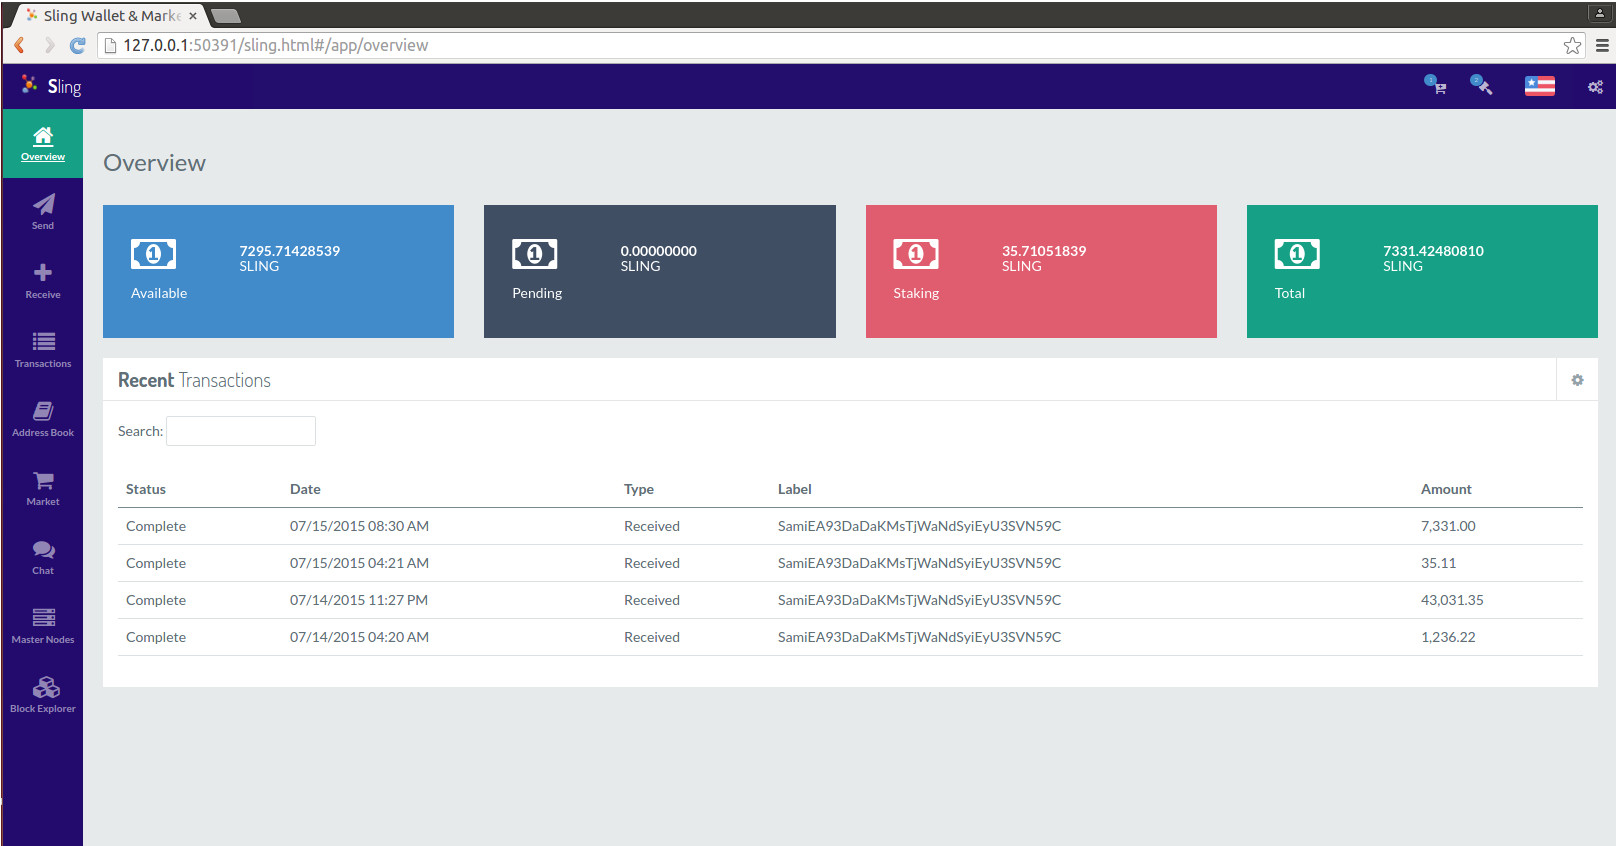 Sling Wallet & Marke
127.0.0.1:50391/sling.html#/app/overview
Sling
3
2
Overview
Send
Receive
Transactions
Address Book
Market
Chat
Master Nodes
Block Explorer
Overview
7295.71428539
SLING
Available
0.00000000
SLING
Pending
35.71051839
SLING
Staking
7331.42480810
SLING
Total
Recent Transactions
Search:
Status Date Type Label Amount
Complete 07/15/2015 08:30 AM Received SamiEA93DaDaKMsTjWaNdSyiEyU3SVN59C 7,331.00
Complete 07/15/2015 04:21 AM Received SamiEA93DaDaKMsTjWaNdSyiEyU3SVN59C 35.11
Complete 07/14/2015 11:27 PM Received SamiEA93DaDaKMsTjWaNdSyiEyU3SVN59C 43,031.35
Complete 07/14/2015 04:20 AM Received SamiEA93DaDaKMsTjWaNdSyiEyU3SVN59C 1,236.22